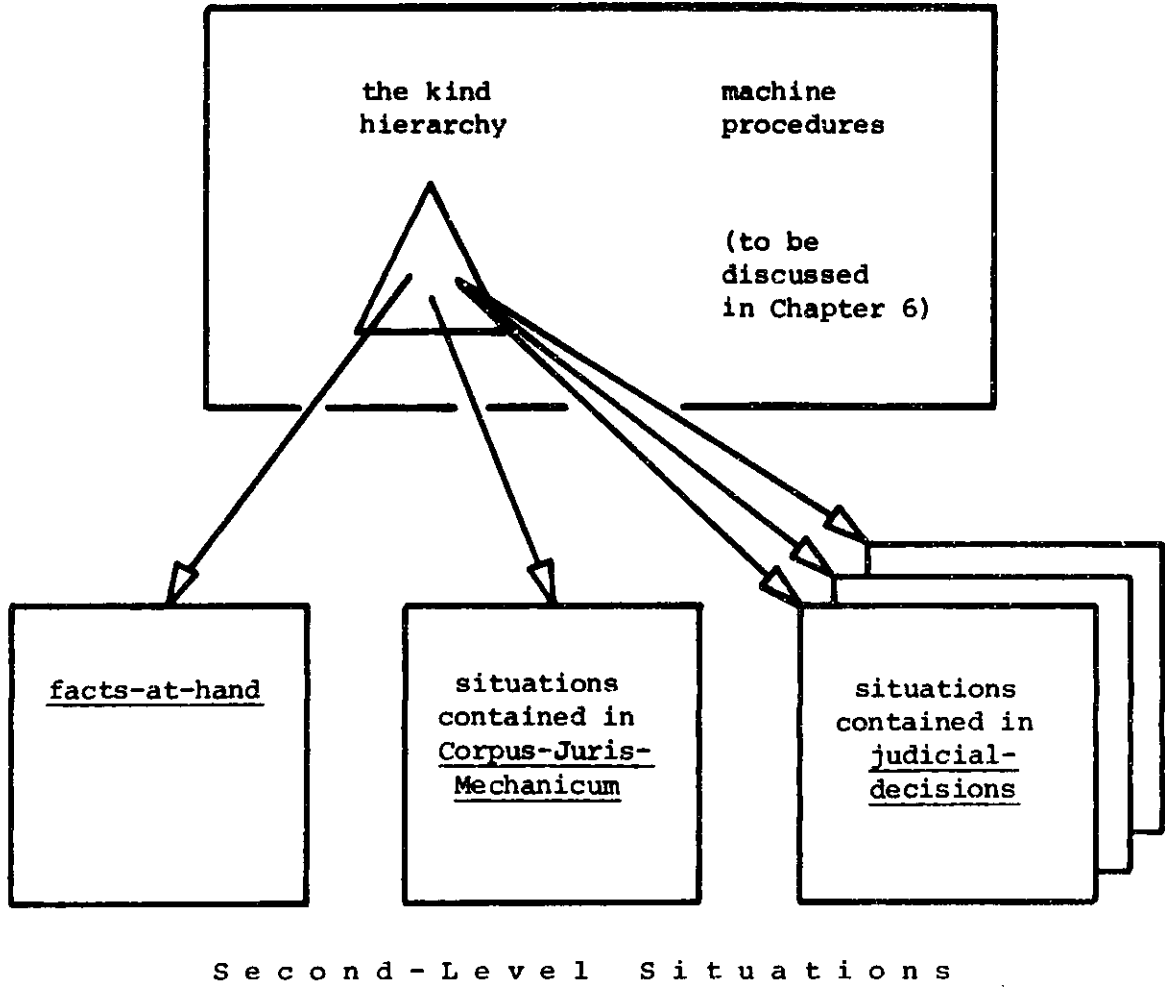 the kind
hierarchy
machine
procedures
(to be
discussed
in Chapter 6)
facts-at-hand
situations
contained in
Corpus-Juris-
Mechanicum
situations
contained in
judicial-
decisions
Second-Level Situations